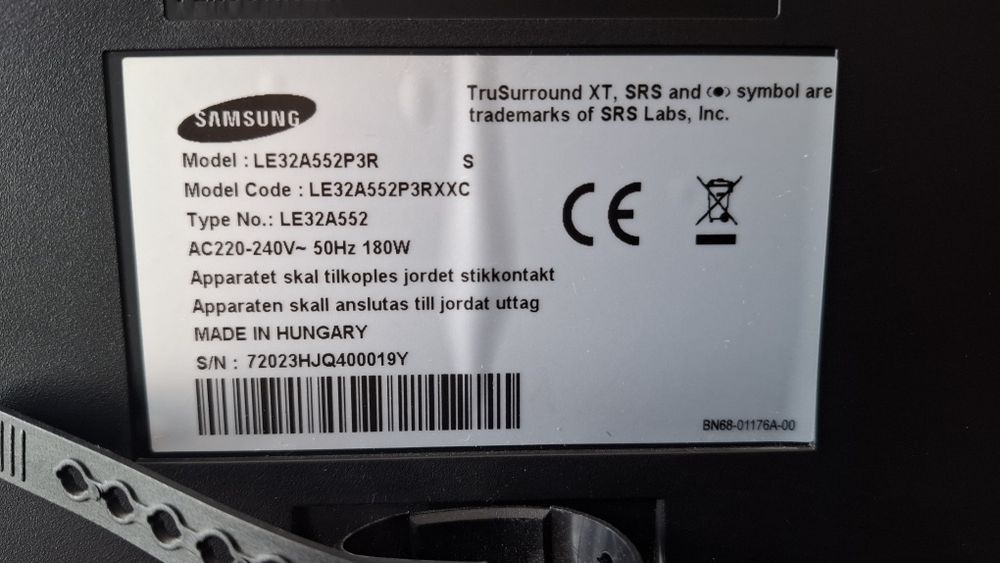 TruSurround XT, SRS and (●) symbol are
trademarks of SRS Labs, Inc.
SAMSUNG
Model : LE32A552P3R S
Model Code : LE32A552P3RXXC
Type No.: LE32A552
AC220-240V~ 50Hz 180W
Apparatet skal tilkoples jordet stikkontakt
Apparaten skall anslutas till jordat uttag
MADE IN HUNGARY
S/N : 72023HJQ400019Y
CE
BN68-01176A-00